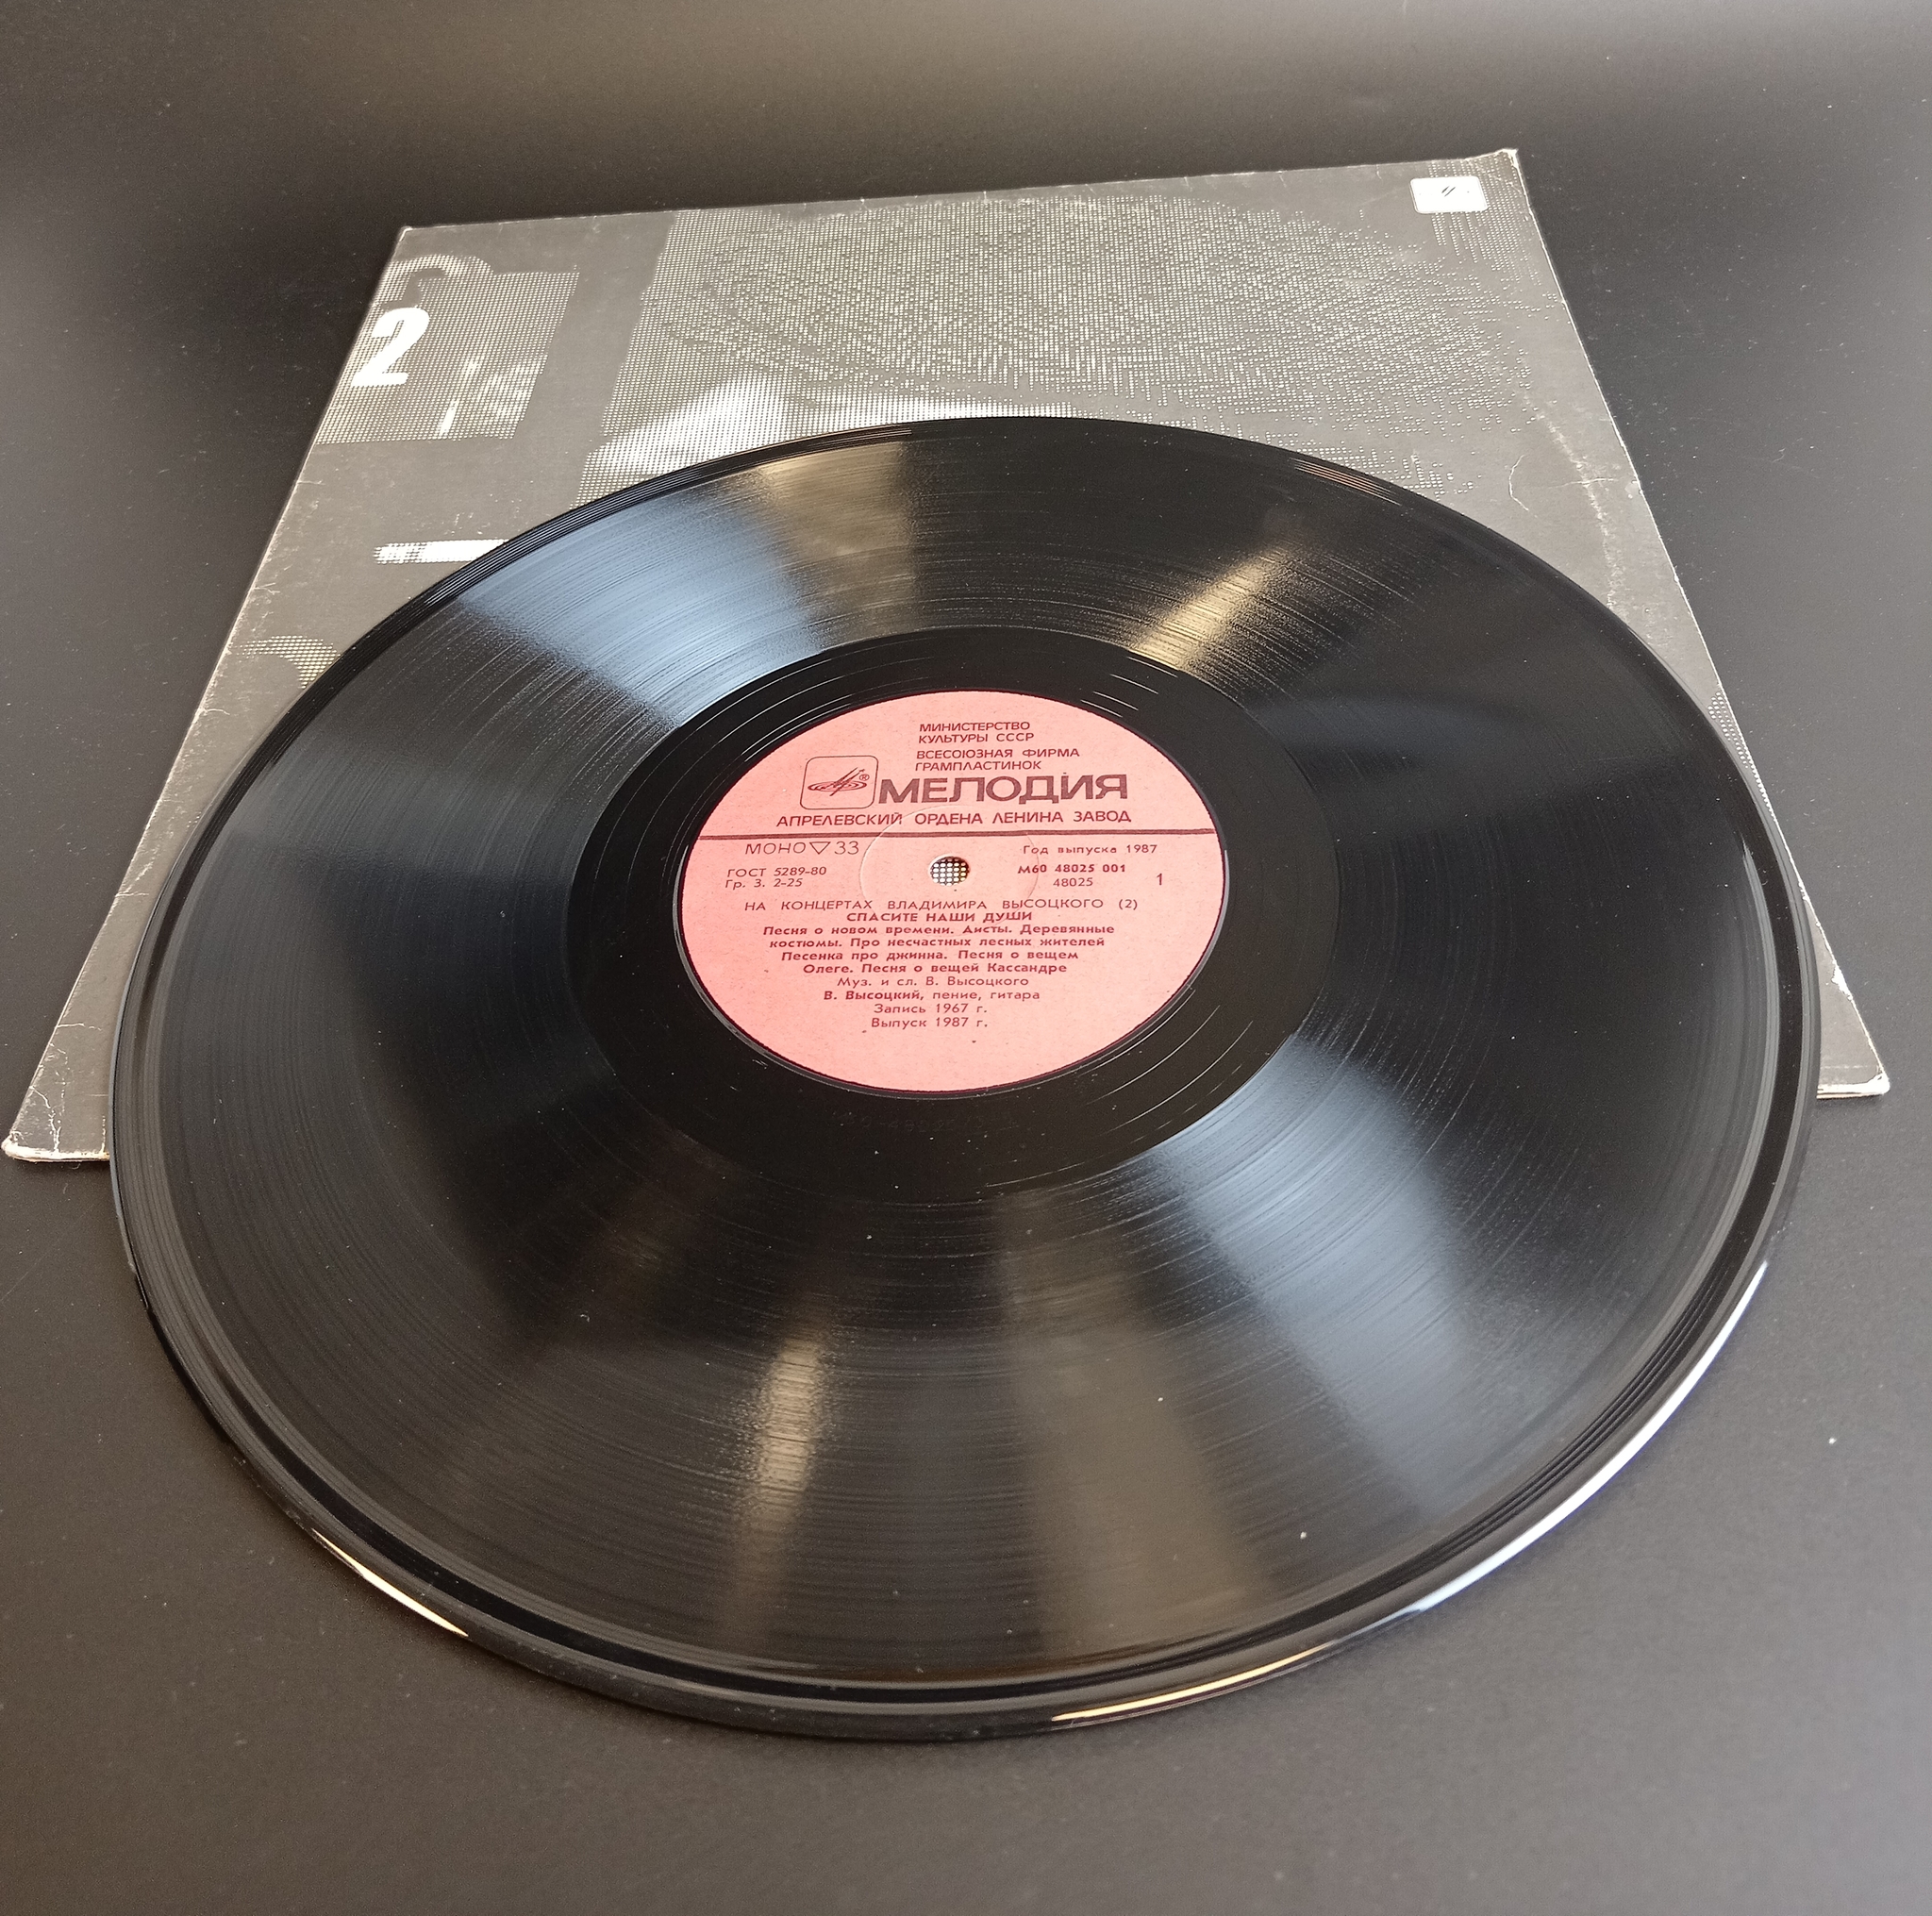 2
МИНИСТЕРСТВО
КУЛЬТУРЫ СССР
ВСЕСОЮЗНАЯ ФИРМА
ГРАМПЛАСТИНОК
® МЕЛОДИЯ
АПРЕЛЕВСКИЙ ОРДЕНА ЛЕНИНА ЗАВОД
МОНО 33 Год выпуска 1987
ГОСТ 5289-80 М60 48025 001
Гр. 3. 2-25 48025 1
НА КОНЦЕРТАХ ВЛАДИМИРА ВЫСОЦКОГО (2)
СПАСИТЕ НАШИ ДУШИ
Песня о новом времени. Аисты. Деревянные
костюмы. Про несчастных лесных жителей
Песенка про джинна. Песня о вещем
Олеге. Песня о вещей Кассандре
Муз. и сл. В. Высоцкого
В. Высоцкий, пение, гитара
Запись 1967 г.
Выпуск 1987 г.